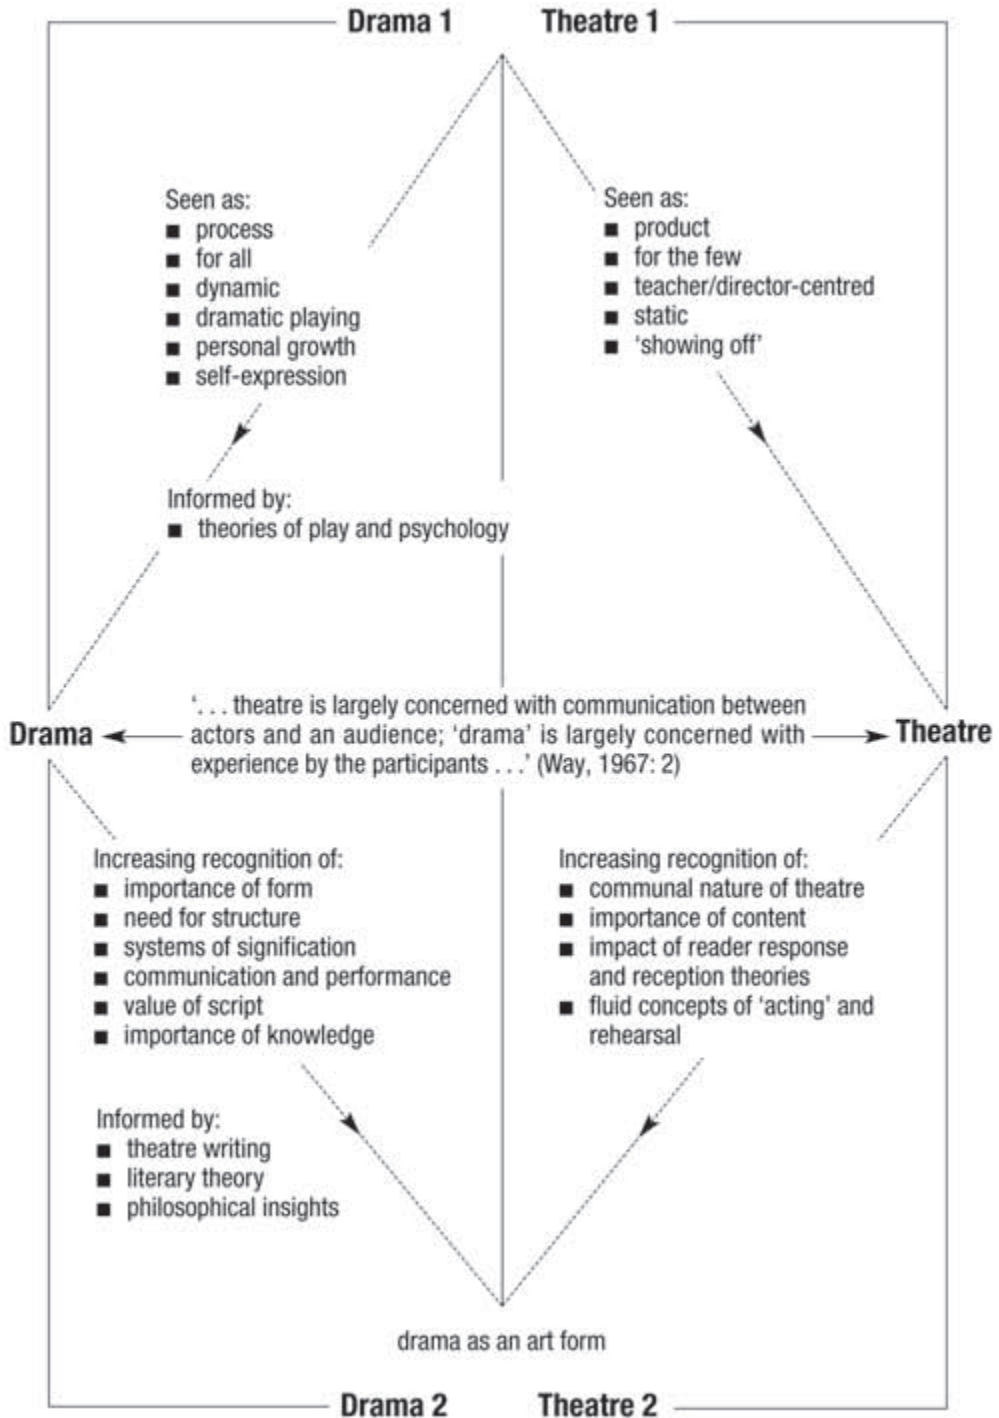 Drama 1 Theatre 1
Seen as:
■ process
■ for all
■ dynamic
■ dramatic playing
■ personal growth
■ self-expression
Seen as:
■ product
■ for the few
■ teacher/director-centred
■ static
■ ‘showing off’
Informed by:
■ theories of play and psychology
Drama
‘. . . theatre is largely concerned with communication between
actors and an audience; ‘drama’ is largely concerned with
experience by the participants . . .’ (Way, 1967: 2)
Theatre
Increasing recognition of:
■ importance of form
■ need for structure
■ systems of signification
■ communication and performance
■ value of script
■ importance of knowledge
Increasing recognition of:
■ communal nature of theatre
■ importance of content
■ impact of reader response
and reception theories
■ fluid concepts of ‘acting’ and
rehearsal
Informed by:
■ theatre writing
■ literary theory
■ philosophical insights
drama as an art form
Drama 2 Theatre 2